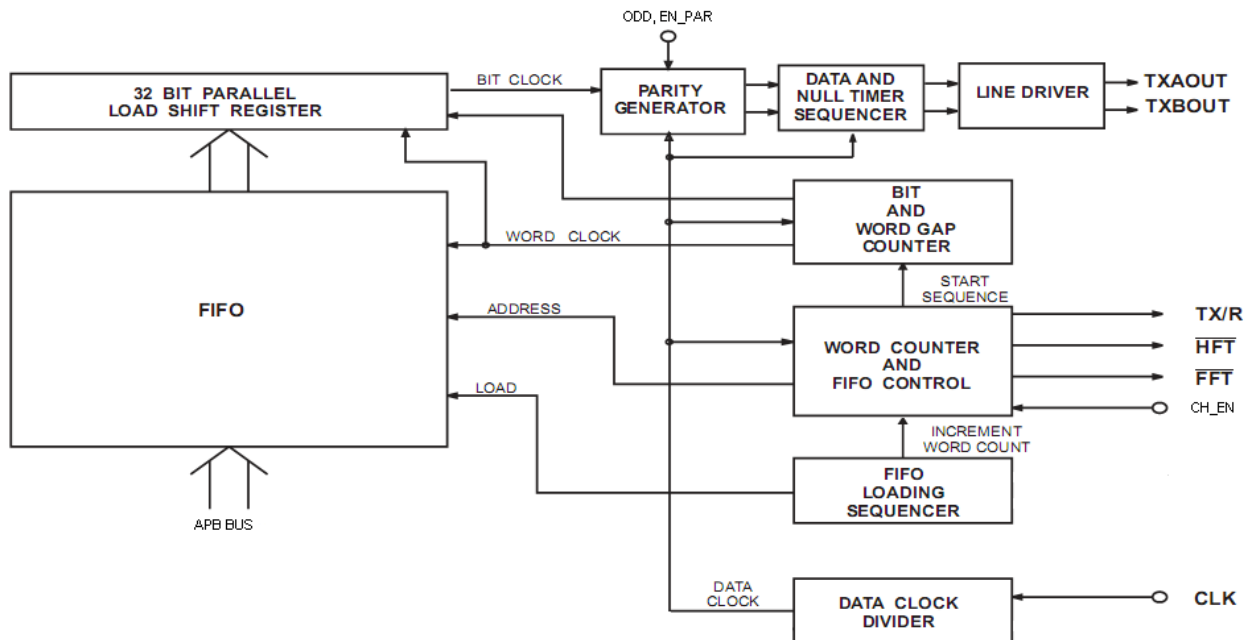 ODD, EN_PAR
32 BIT PARALLEL
LOAD SHIFT REGISTER
BIT CLOCK
PARITY
GENERATOR
DATA AND
NULL TIMER
SEQUENCER
LINE DRIVER
TXAOUT
TXBOUT
BIT
AND
WORD GAP
COUNTER
WORD CLOCK
START
SEQUENCE
FIFO
ADDRESS
WORD COUNTER
AND
FIFO CONTROL
TX/R
HFT
FFT
CH_EN
LOAD
INCREMENT
WORD COUNT
FIFO
LOADING
SEQUENCER
APB BUS
DATA
CLOCK
DATA CLOCK
DIVIDER
CLK